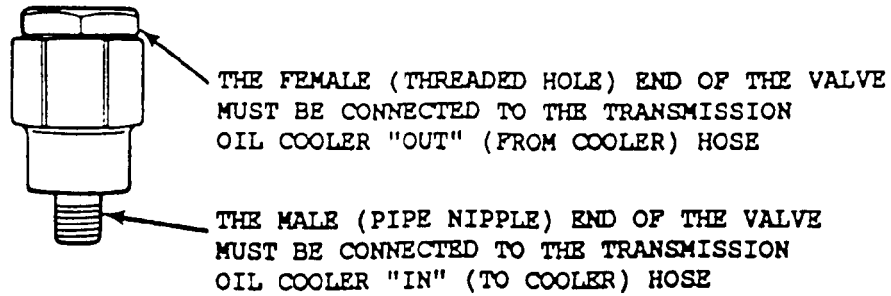 THE FEMALE (THREADED HOLE) END OF THE VALVE
MUST BE CONNECTED TO THE TRANSMISSION
OIL COOLER "OUT" (FROM COOLER) HOSE
THE MALE (PIPE NIPPLE) END OF THE VALVE
MUST BE CONNECTED TO THE TRANSMISSION
OIL COOLER "IN" (TO COOLER) HOSE